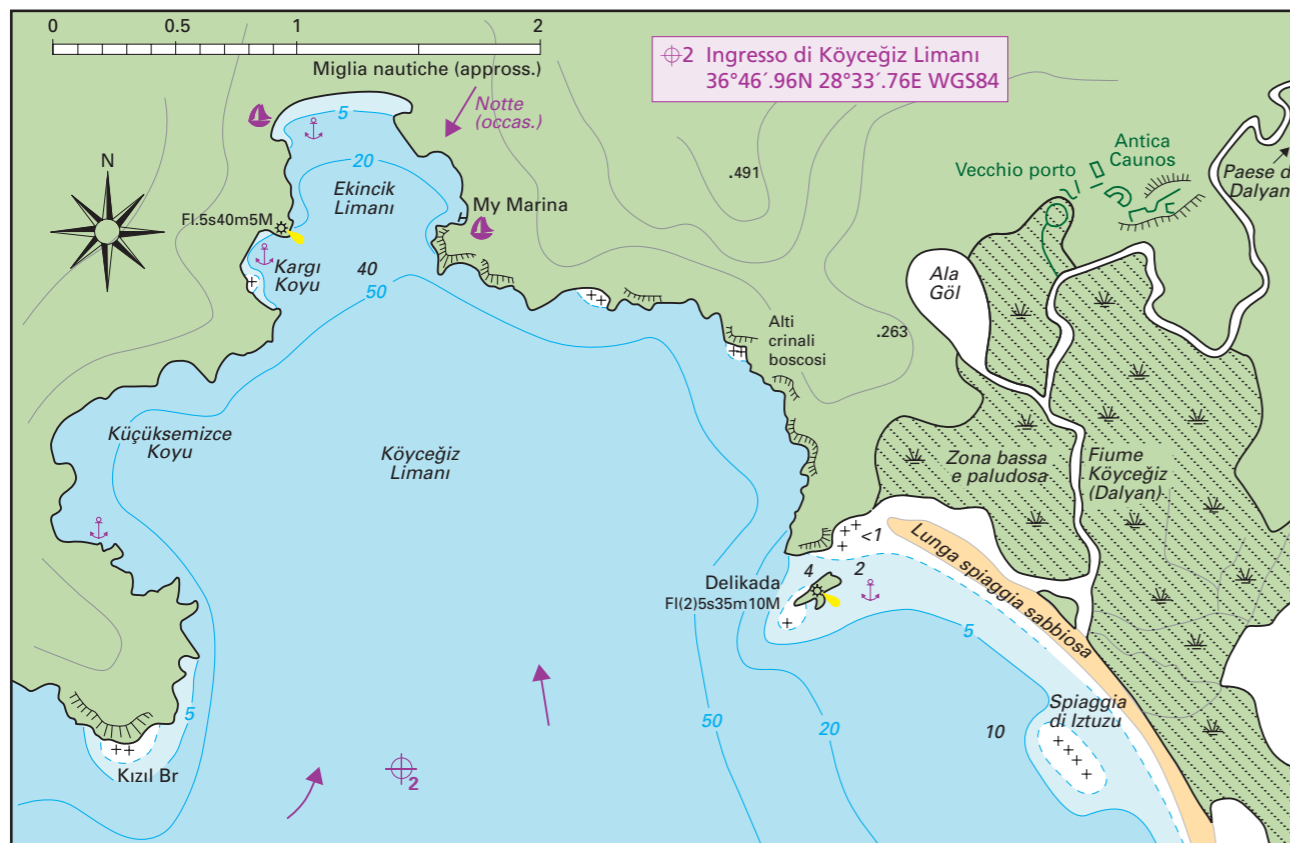 0 0.5 1 2
Miglia nautiche (appross.)
2 Ingresso di Köyceğiz Limanı
36°46´.96N 28°33´.76E WGS84
Notte
(occas.)
5
N
20
Ekincik
Limanı
My Marina
Fl.5s40m5M
Kargı
Koyu
40
50
.491
.263
Antica
Caunos
Vecchio porto
Paese d
Dalyan
Ala
Göl
Alti
crinali
boscosi
Küçüksemizce
Koyu
Köyceğiz
Limanı
Zona bassa
e paludosa
Fiume
Köyceğiz
(Dalyan)
<1
Lunga spiaggia sabbiosa
4 2
Delikada
Fl(2)5s35m10M
5
Spiaggia
di Iztuzu
10
50
20
5
Kızıl Br
2